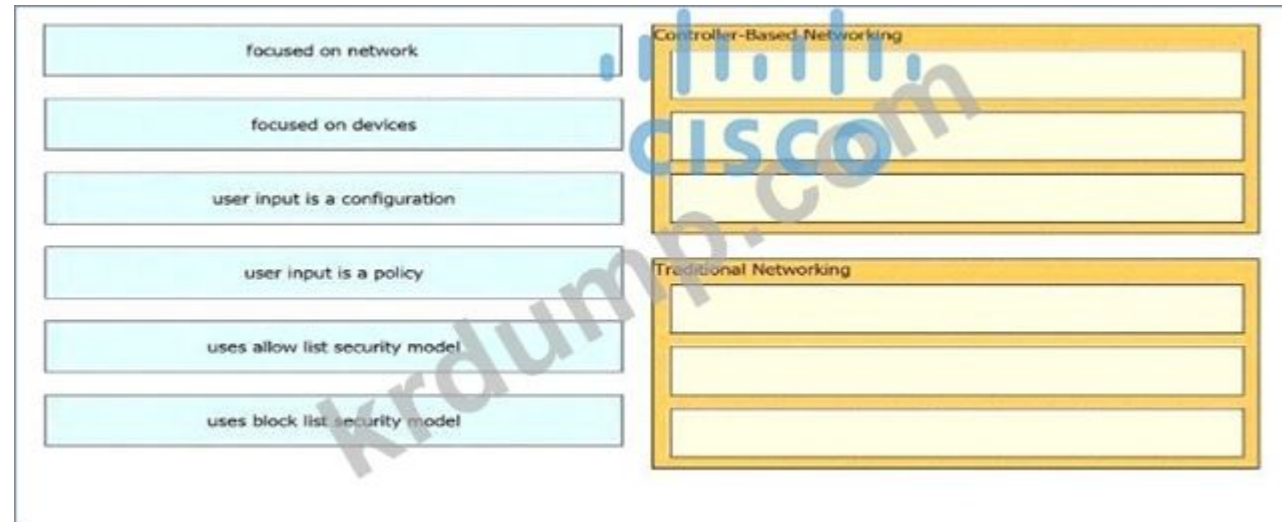 focused on network
focused on devices
user input is a configuration
user input is a policy
uses allow list security model
uses block list security model
Controller-Based Networking
Traditional Networking
CISCO
krdump.com